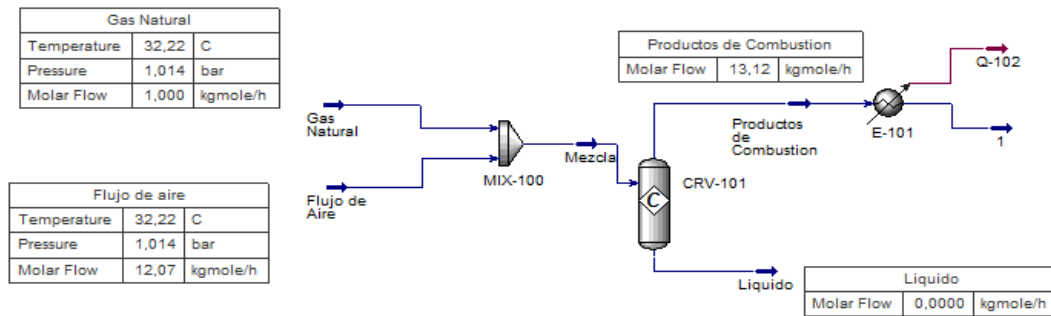 Gas Natural
Temperature 32,22 C
Pressure 1,014 bar
Molar Flow 1,000 kgmole/h
Productos de Combustion
Molar Flow 13,12 kgmole/h
Q-102
Gas
Natural
Mezcla
MIX-100
Productos
de
Combustion
E-101
1
Flujo de aire
Temperature 32,22 C
Pressure 1,014 bar
Molar Flow 12,07 kgmole/h
Flujo de
Aire
C
CRV-101
Liquido
Liquido
Molar Flow 0,0000 kgmole/h